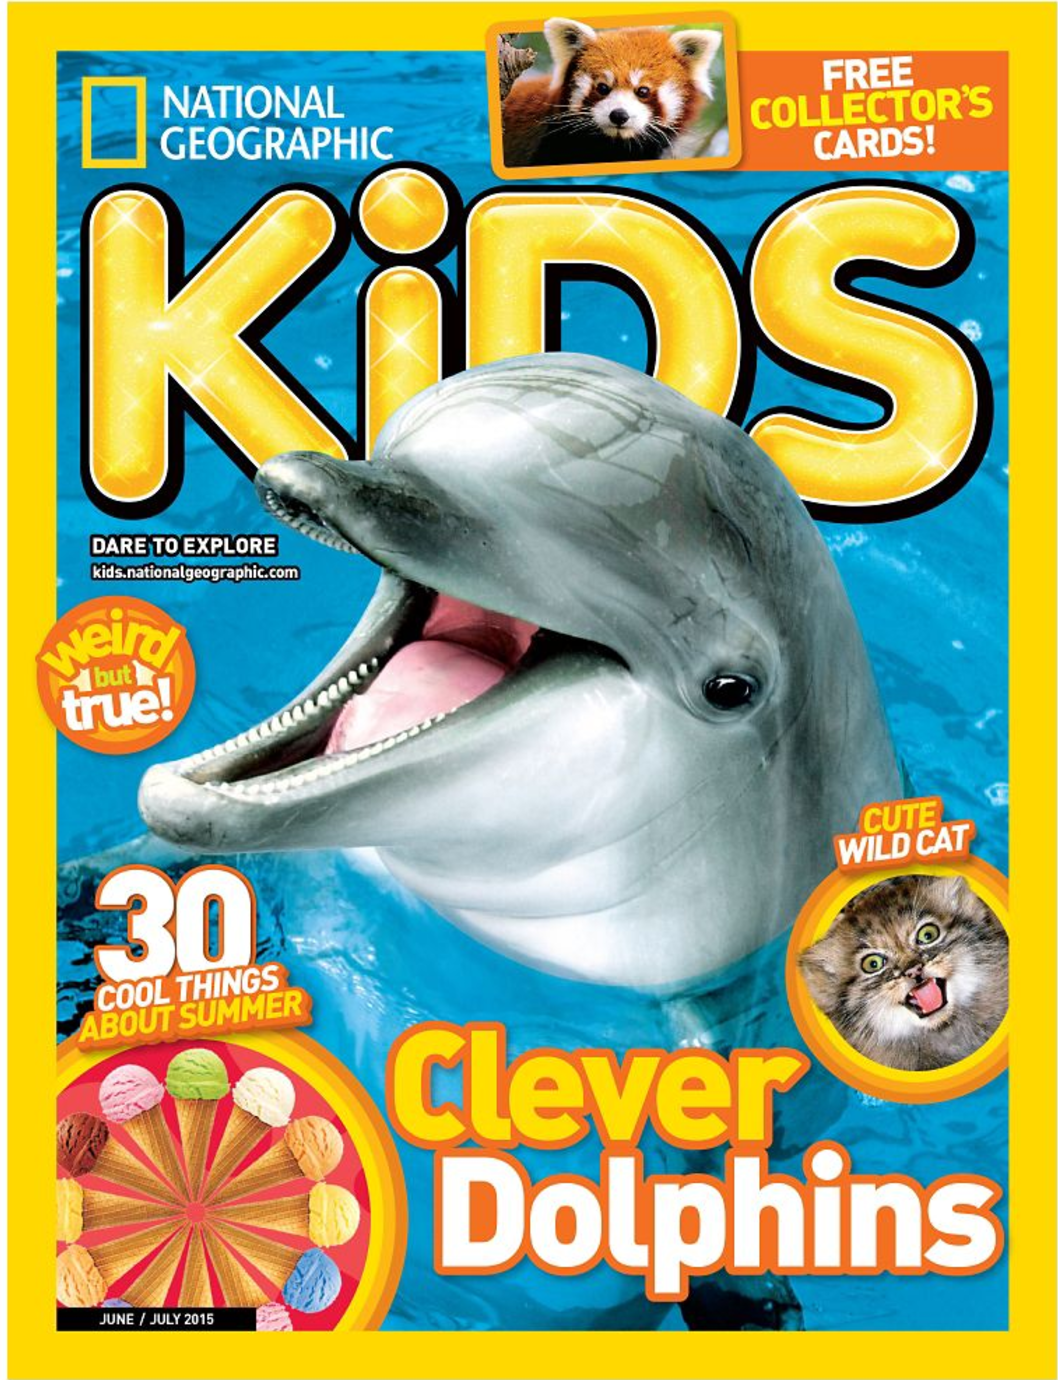 NATIONAL
GEOGRAPHIC
FREE
COLLECTOR'S
CARDS!
KiDS
DARE TO EXPLORE
kids.nationalgeographic.com
weird
but
true!
CUTE
WILD CAT
30
COOL THINGS
ABOUT SUMMER
Clever
Dolphins
JUNE / JULY 2015